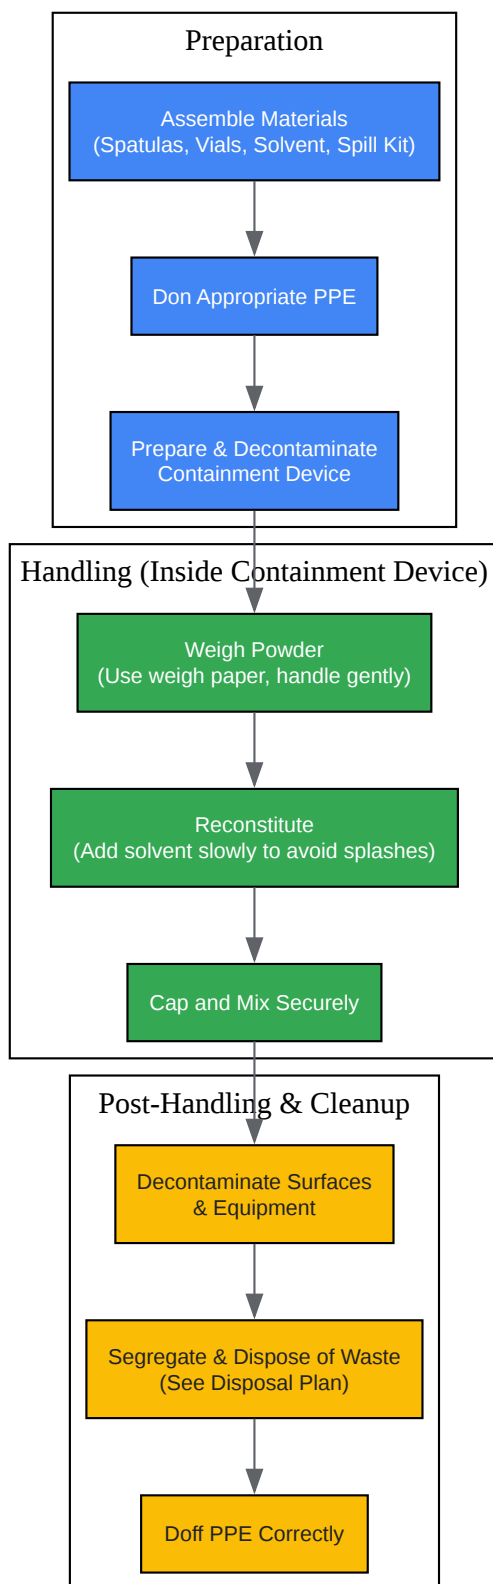 Preparation
Assemble Materials
(Spatulas, Vials, Solvent, Spill Kit)
Don Appropriate PPE
Prepare & Decontaminate
Containment Device
Handling (Inside Containment Device)
Weigh Powder
(Use weigh paper, handle gently)
Reconstitute
(Add solvent slowly to avoid splashes)
Cap and Mix Securely
Post-Handling & Cleanup
Decontaminate Surfaces
& Equipment
Segregate & Dispose of Waste
(See Disposal Plan)
Doff PPE Correctly